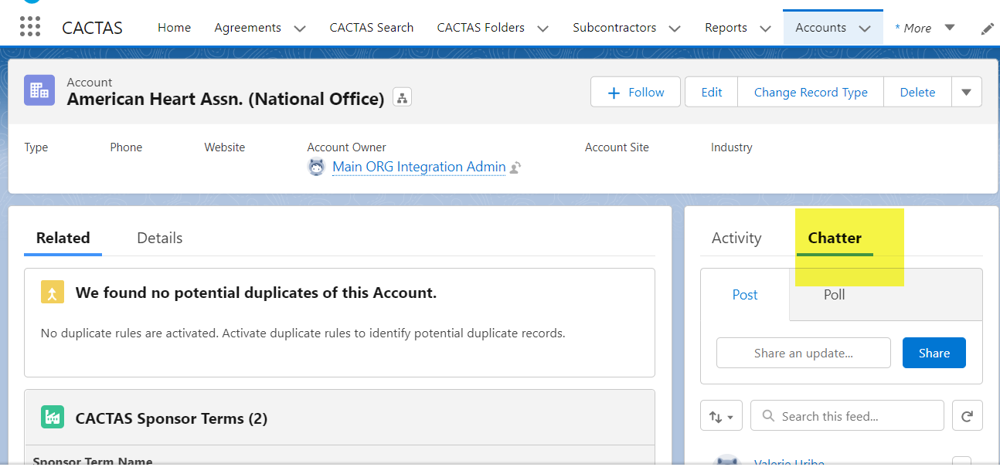 CACTAS Home Agreements CACTAS Search CACTAS Folders Subcontractors Reports Accounts * More
Account
American Heart Assn. (National Office)
Follow Edit Change Record Type Delete
Type Phone Website Account Owner Account Site Industry
Main ORG Integration Admin
Related Details
We found no potential duplicates of this Account.
No duplicate rules are activated. Activate duplicate rules to identify potential duplicate records.
CACTAS Sponsor Terms (2)
Sponsor Term Name
Activity Chatter
Post Poll
Share an update... Share
Search this feed...
Valerie Uribe